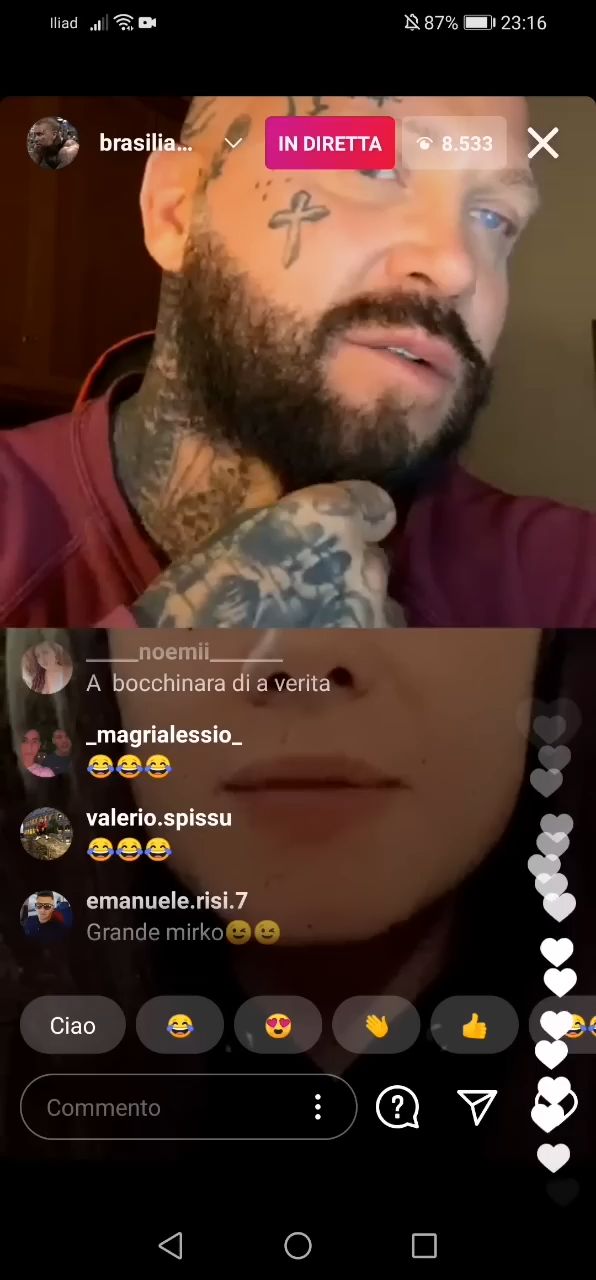 Iliad 87% 23:16
brasilia... IN DIRETTA 8.533
_____noemii_______
A bocchinara di a verita
_magrialessio_
😂😂😂
valerio.spissu
😂😂😂
emanuele.risi.7
Grande mirko😉😉
Ciao 😂 😍 👋 👍 😂
Commento